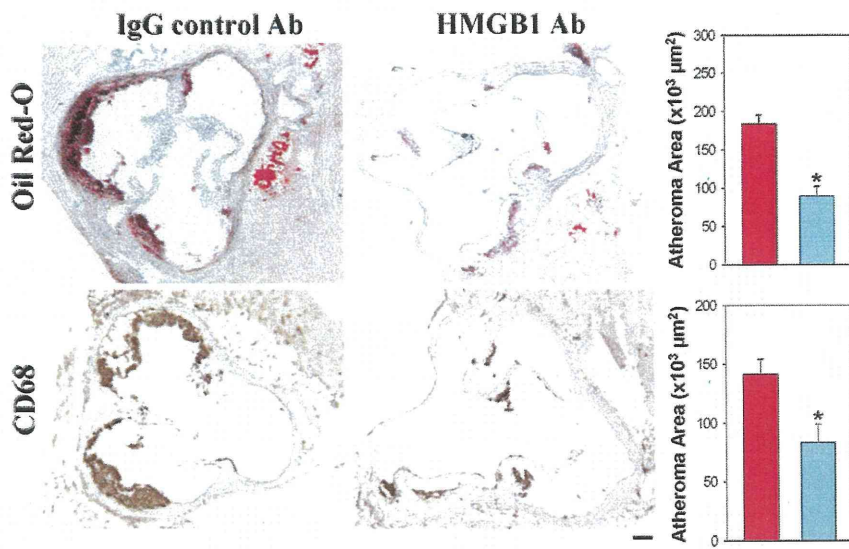 IgG control Ab
HMGB1 Ab
Oil Red-O
Atheroma Area (x10³ µm²)
300
250
200
150
100
50
0
*
CD68
Atheroma Area (x10³ µm²)
200
150
100
50
0
*